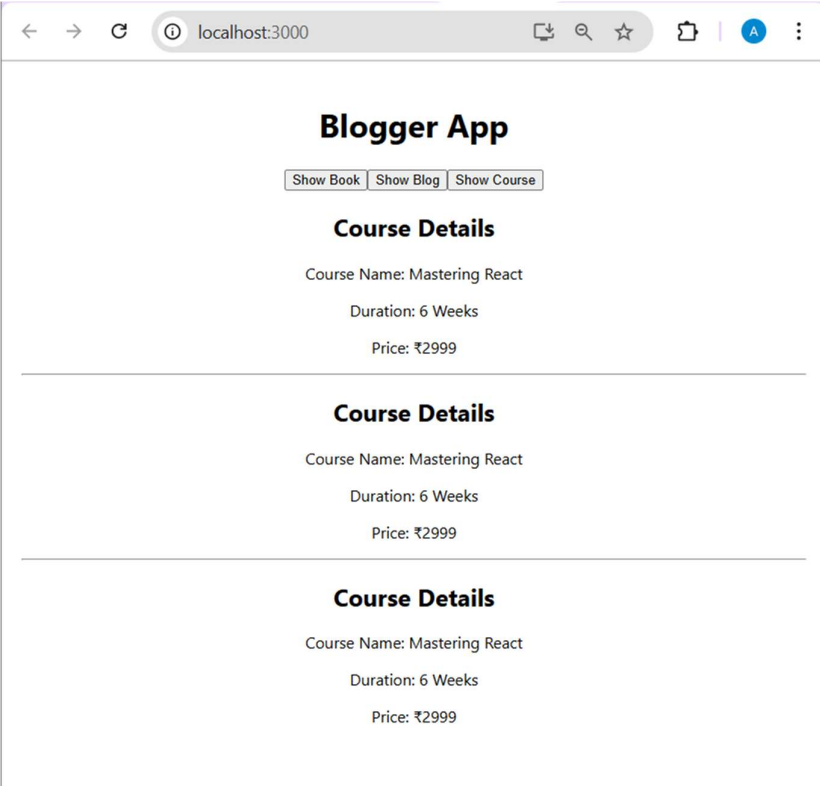 localhost:3000
A
Blogger App
Show Book Show Blog Show Course
Course Details
Course Name: Mastering React
Duration: 6 Weeks
Price: ₹2999
Course Details
Course Name: Mastering React
Duration: 6 Weeks
Price: ₹2999
Course Details
Course Name: Mastering React
Duration: 6 Weeks
Price: ₹2999